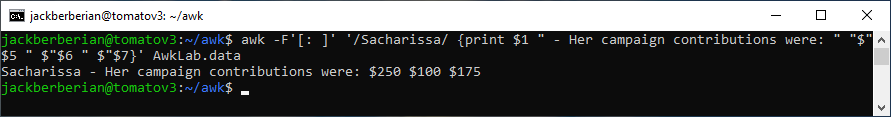 jackberberian@tomatov3: ~/awk
jackberberian@tomatov3:~/awk$ awk -F'[: ]' '/Sacharissa/ {print $1 " - Her campaign contributions were: " "$"
$5 " $"$6 " $"$7}' AwkLab.data
Sacharissa - Her campaign contributions were: $250 $100 $175
jackberberian@tomatov3:~/awk$